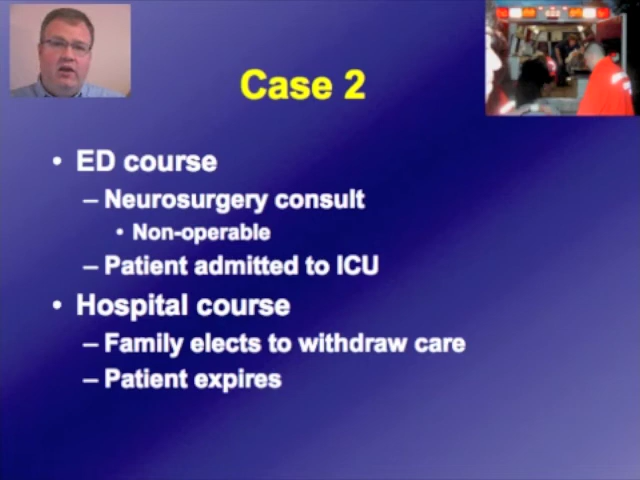 Case 2
• ED course
– Neurosurgery consult
• Non-operable
– Patient admitted to ICU
• Hospital course
– Family elects to withdraw care
– Patient expires